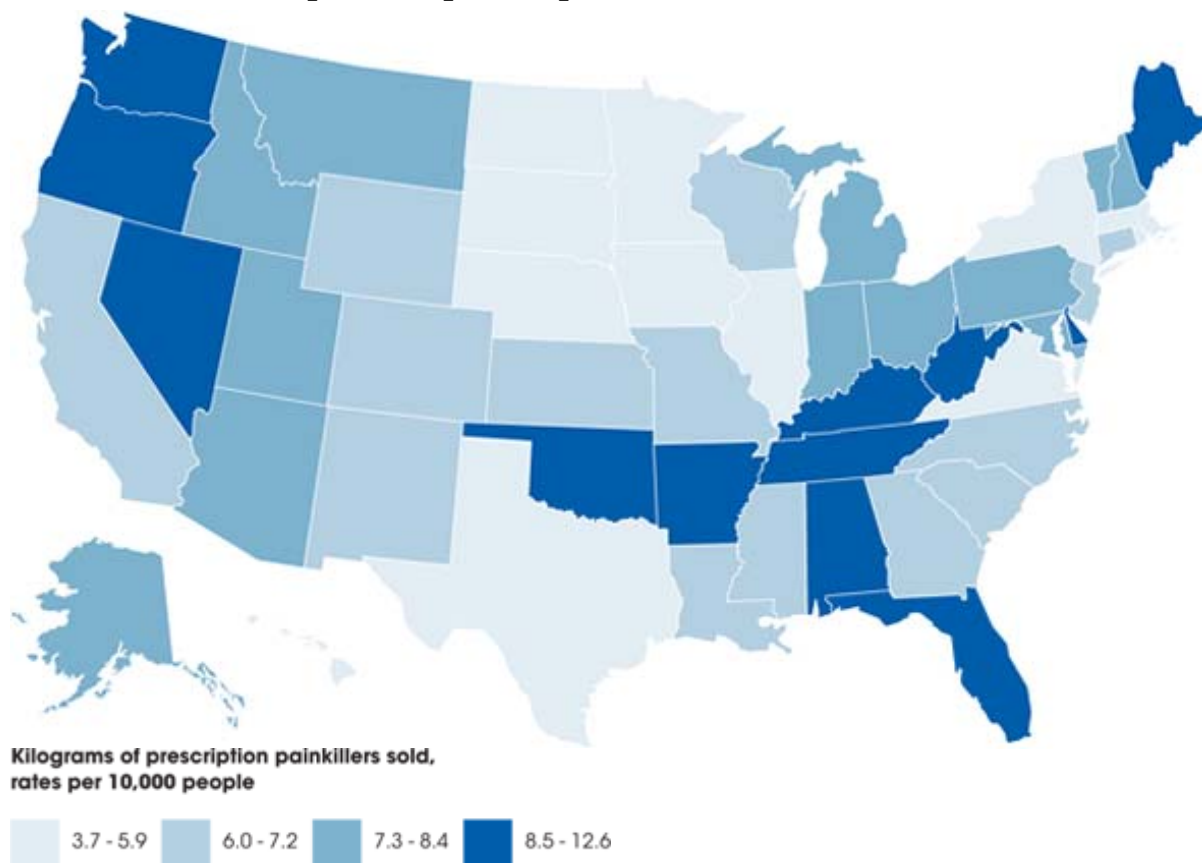 Kilograms of prescription painkillers sold,
rates per 10,000 people
3.7 - 5.9 6.0 - 7.2 7.3 - 8.4 8.5 - 12.6